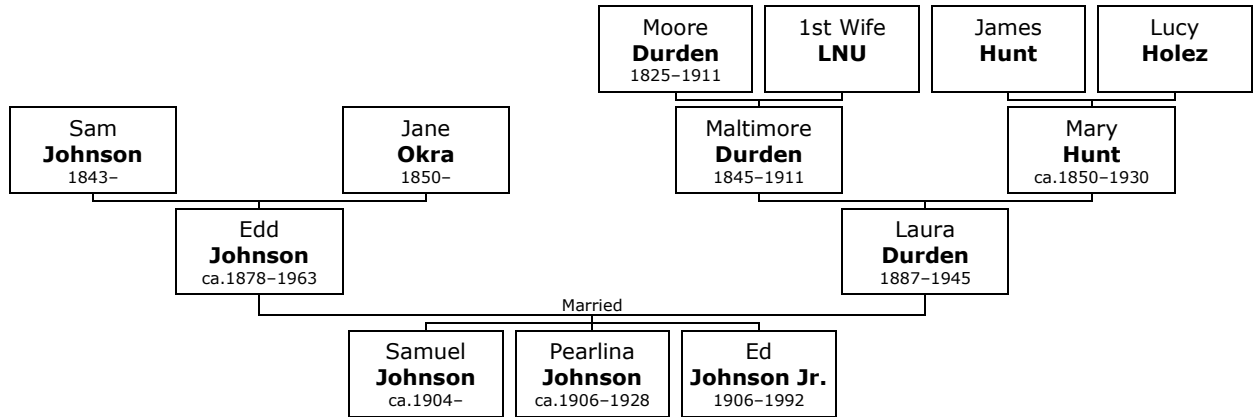 Moore
Durden
1825–1911
1st Wife
LNU
James
Hunt
Lucy
Holez
Sam
Johnson
1843–
Jane
Okra
1850–
Maltimore
Durden
1845–1911
Mary
Hunt
ca.1850–1930
Edd
Johnson
ca.1878–1963
Laura
Durden
1887–1945
Married
Samuel
Johnson
ca.1904–
Pearlina
Johnson
ca.1906–1928
Ed
Johnson Jr.
1906–1992